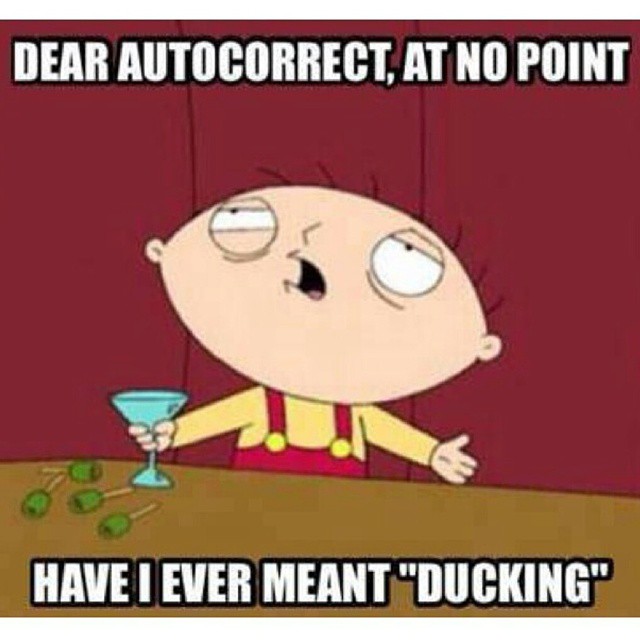 DEAR AUTOCORRECT, AT NO POINT
HAVE I EVER MEANT "DUCKING"